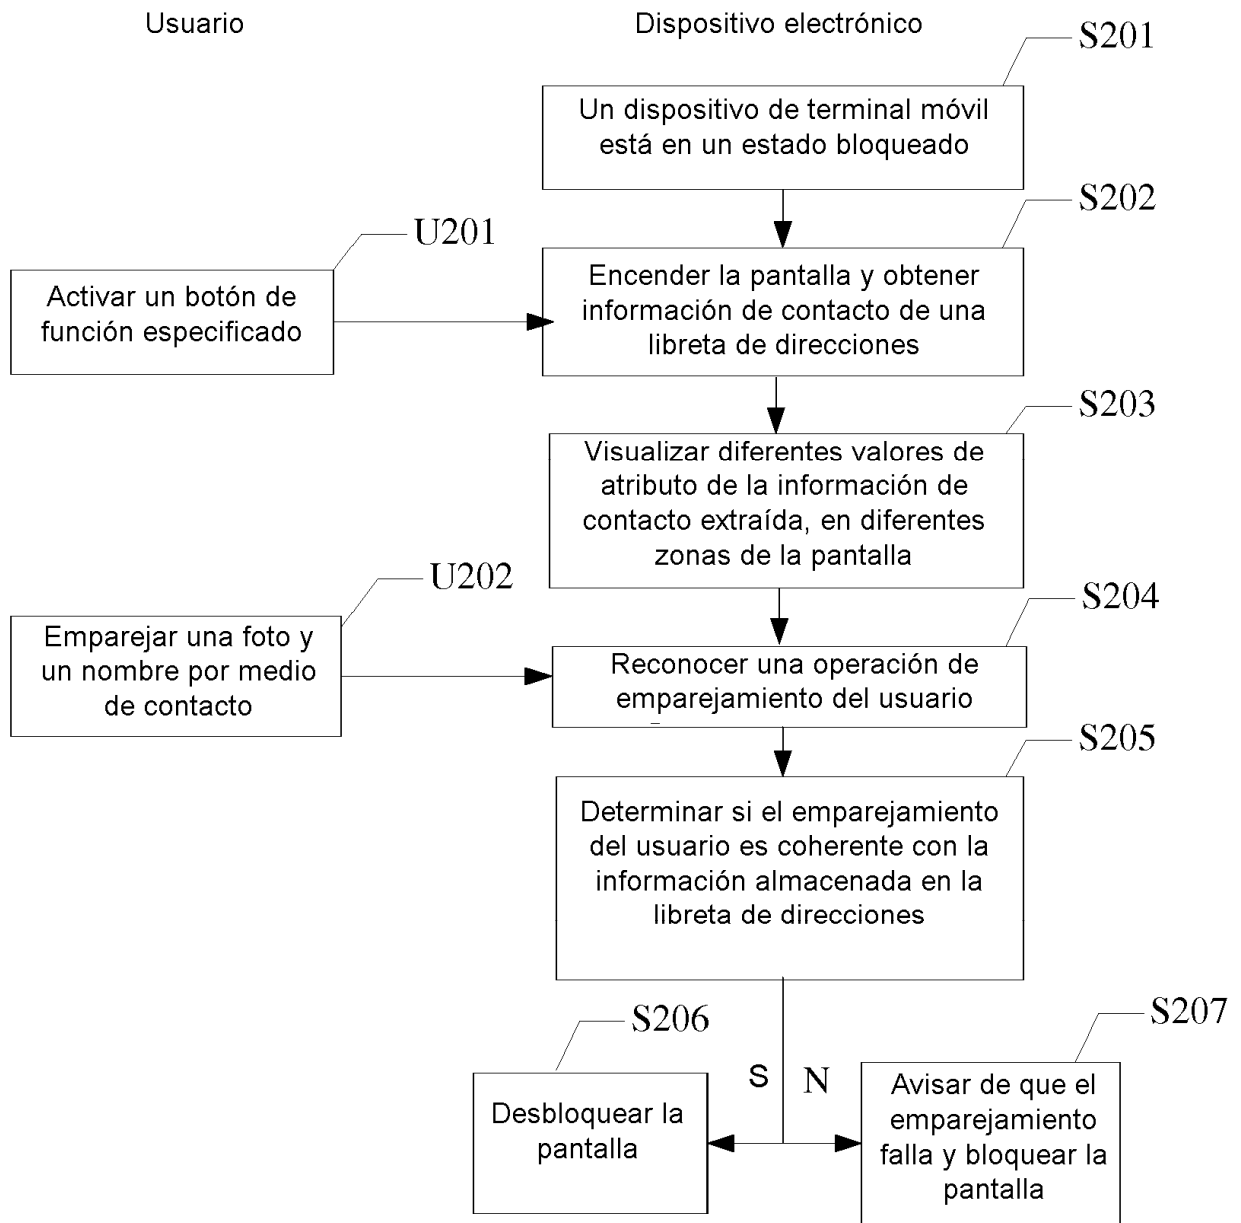 Usuario
Dispositivo electrónico
S201
Un dispositivo de terminal móvil
está en un estado bloqueado
S202
U201
Activar un botón de
función especificado
Encender la pantalla y obtener
información de contacto de una
libreta de direcciones
S203
Visualizar diferentes valores de
atributo de la información de
contacto extraída, en diferentes
zonas de la pantalla
U202
S204
Emparejar una foto y
un nombre por medio
de contacto
Reconocer una operación de
emparejamiento del usuario
S205
Determinar si el emparejamiento
del usuario es coherente con la
información almacenada en la
libreta de direcciones
S206
S207
S
N
Desbloquear la
pantalla
Avisar de que el
emparejamiento
falla y bloquear la
pantalla